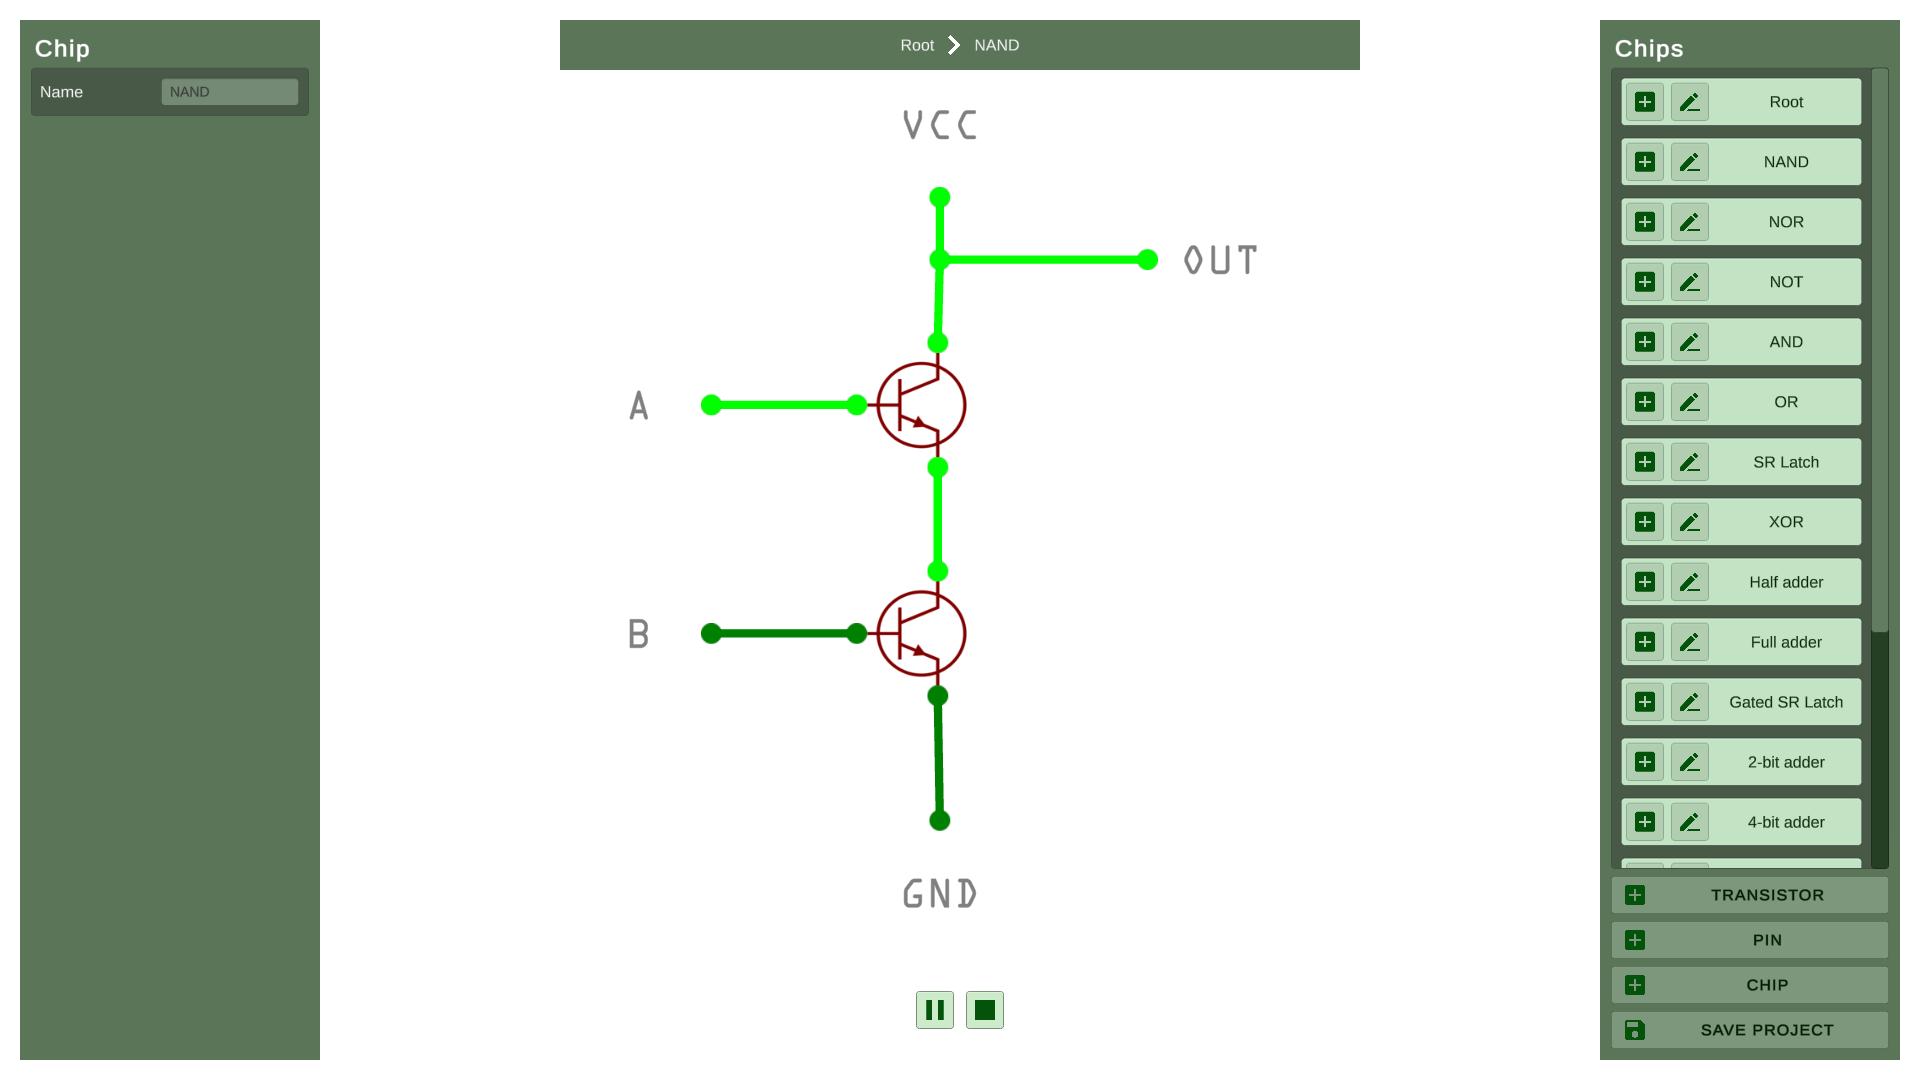 Chip
Name
NAND
Root
NAND
VCC
OUT
A
B
GND
Chips
Root
NAND
NOR
NOT
AND
OR
SR Latch
XOR
Half adder
Full adder
Gated SR Latch
2-bit adder
4-bit adder
TRANSISTOR
PIN
CHIP
SAVE PROJECT